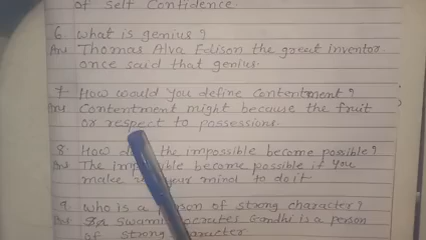 of Self Confidence
6. What is genius?
Ans Thomas Alva Edison the great inventor
once said that genius.
7. How would you define Contentment?
Ans Contentment might because the fruit
or respect to possessions.
8. How the impossible become possible?
Ans The become possible if you
make your mind to do it
9. who is a of strong character?
Ans Swami Gandhi is a person
of strong